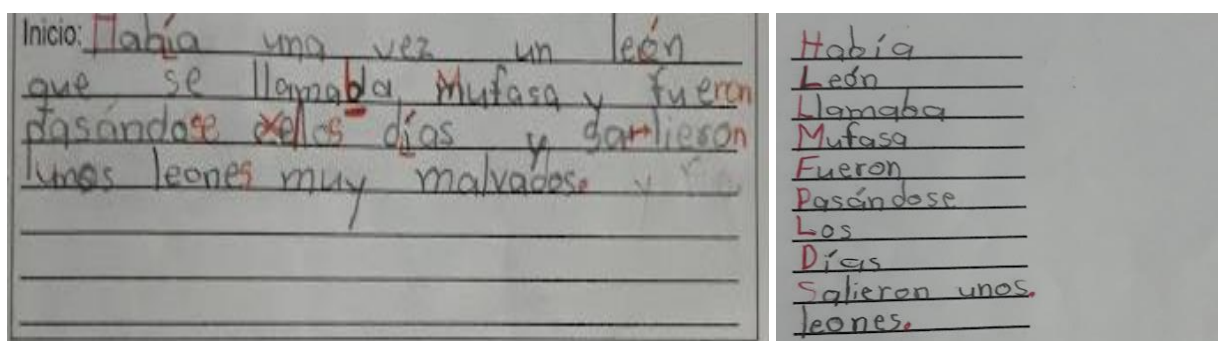 Inicio: Había una vez un león
que se llamaba Mufasa y fueron
pasándose los días y salieron
unos leones muy malvados. y
Había
León
Llamaba
Mufasa
Fueron
Pasándose
Los
Días
Salieron unos.
leones.